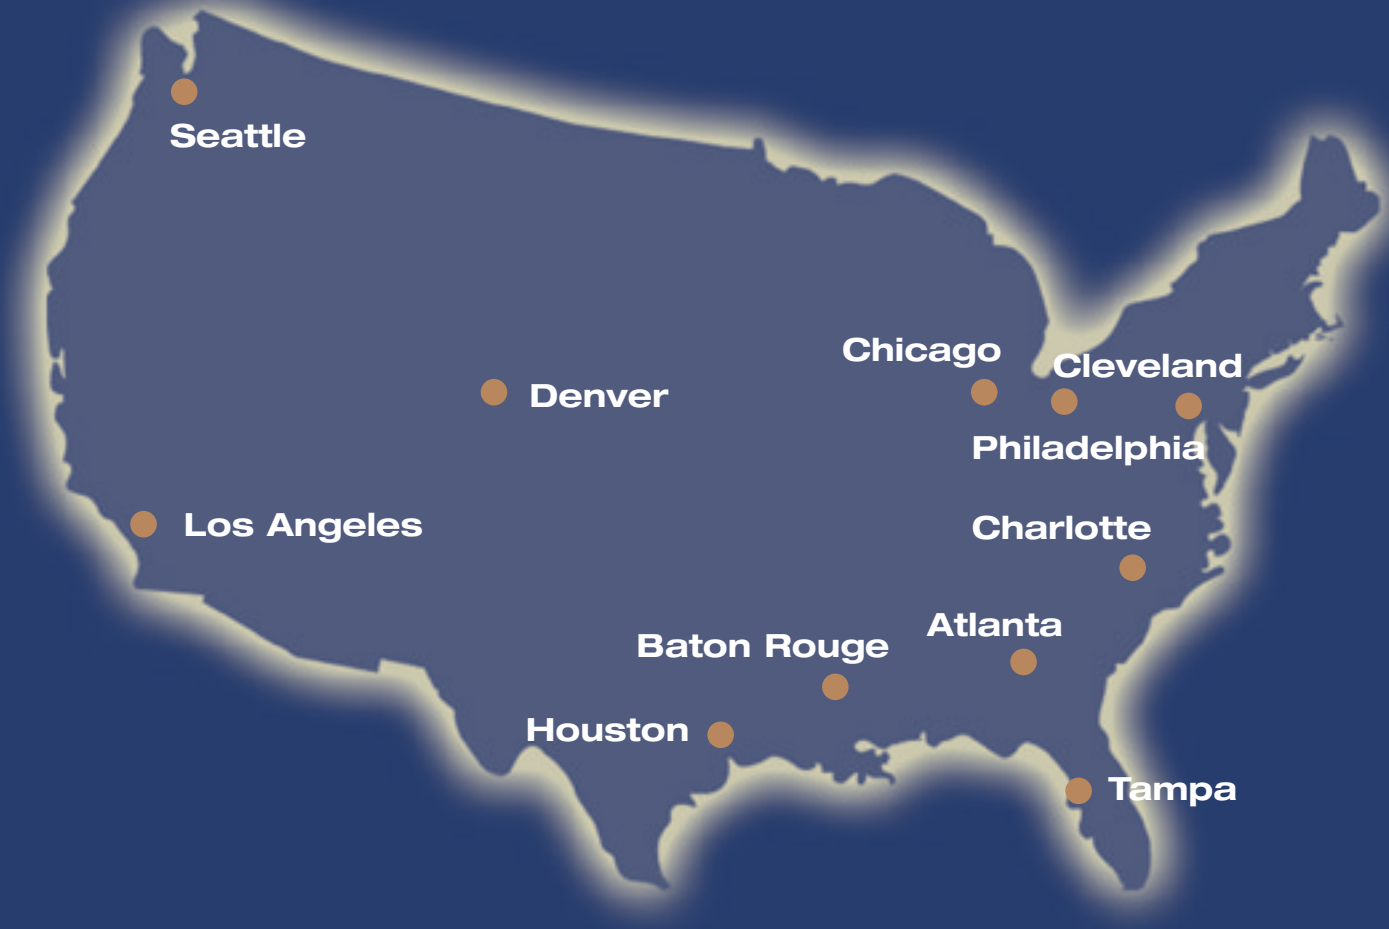 Seattle
Chicago
Cleveland
Denver
Philadelphia
Los Angeles
Charlotte
Atlanta
Baton Rouge
Houston
Tampa